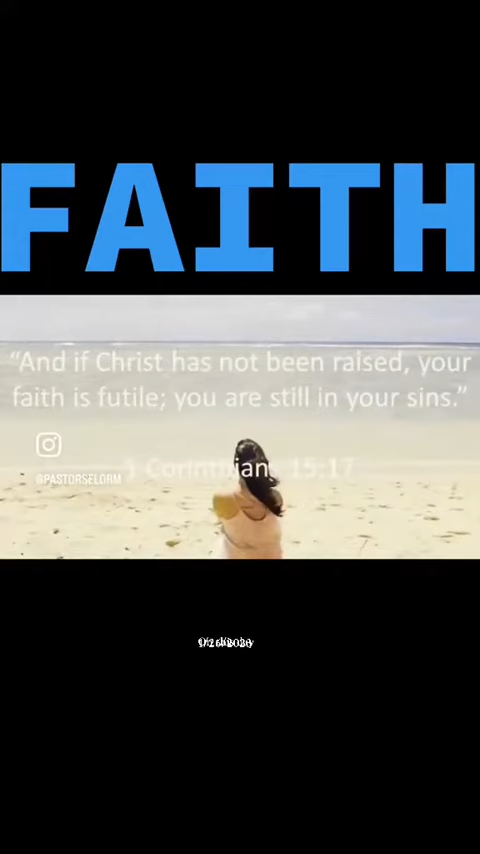 FAITH
“And if Christ has not been raised, your
faith is futile; you are still in your sins.”
1 Corinthians 15:17
@PASTORSELORM